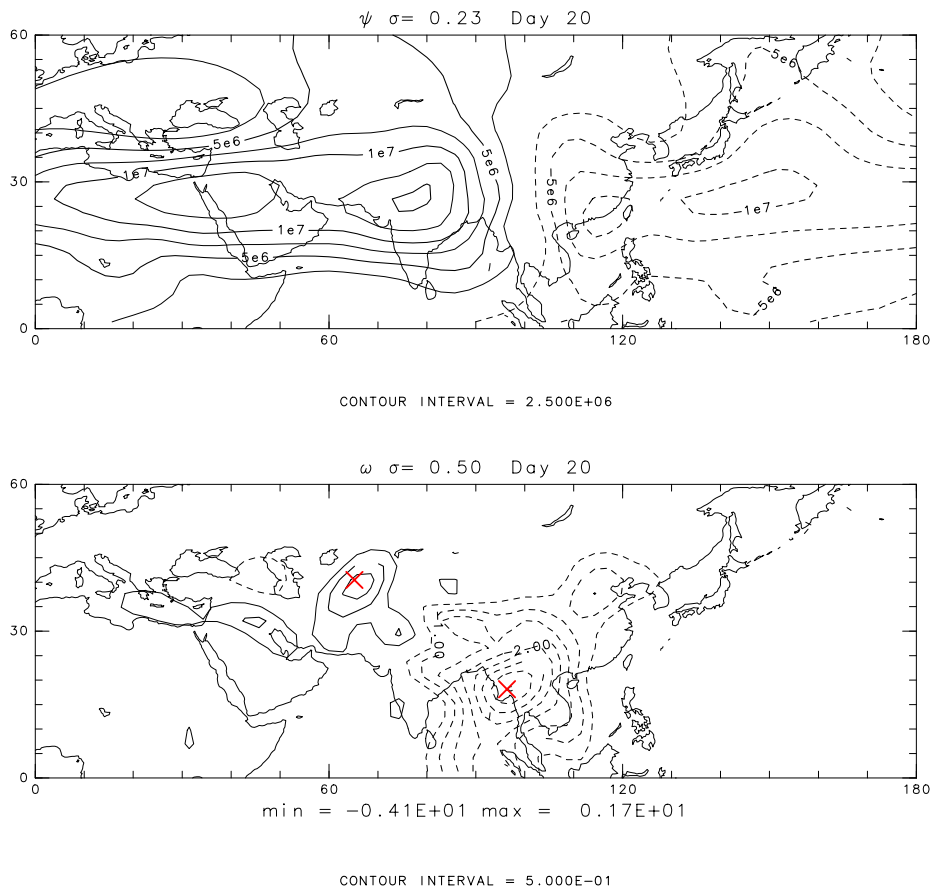 ψ σ= 0.23 Day 20
60
30
0
5e6
1e7
1e7
1e7
5e6
5e6
5e6
5e6
1e7
5e6
0 60 120 180
CONTOUR INTERVAL = 2.500E+06
ω σ= 0.50 Day 20
60
30
0
-1.00
-2.00
0 60 120 180
min = -0.41E+01 max = 0.17E+01
CONTOUR INTERVAL = 5.000E-01